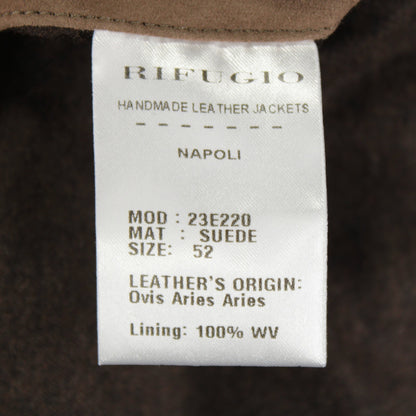 RIFUGIO
HANDMADE LEATHER JACKETS
- - - - - - -
NAPOLI
MOD : 23E220
MAT : SUEDE
SIZE: 52
LEATHER'S ORIGIN:
Ovis Aries Aries
Lining: 100% WV